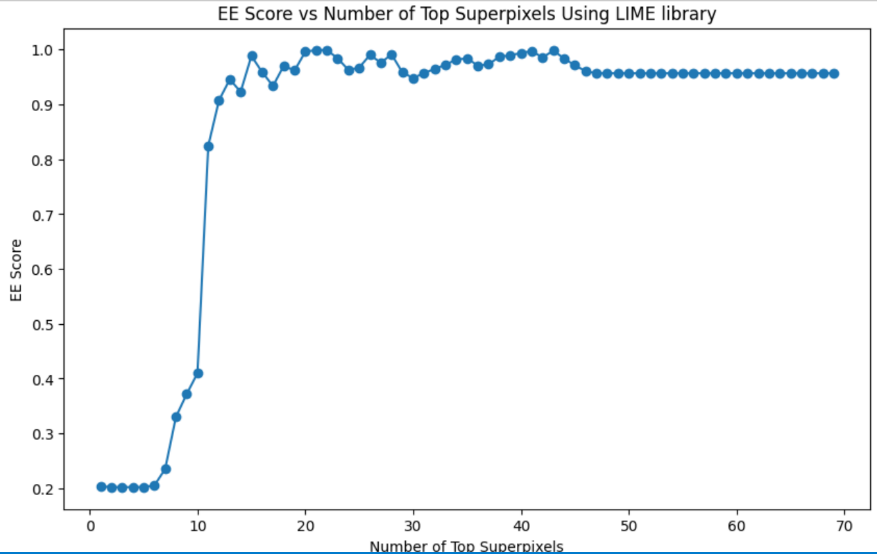 EE Score vs Number of Top Superpixels Using LIME library
1.0
0.9
0.8
0.7
0.6
0.5
0.4
0.3
0.2
EE Score
0 10 20 30 40 50 60 70
Number of Top Superpixels